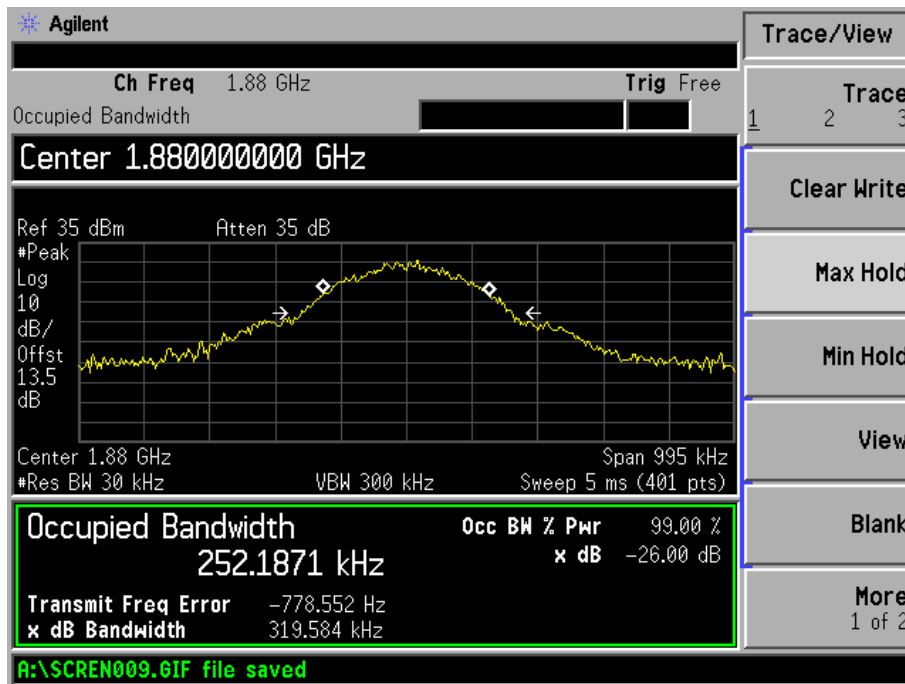 Agilent
Trace/View
Ch Freq 1.88 GHz Trig Free
Occupied Bandwidth
Trace
1 2 3
Center 1.880000000 GHz
Clear Write
Ref 35 dBm Atten 35 dB
#Peak
Log
10
dB/
Offst
13.5
dB
Max Hold
Min Hold
Center 1.88 GHz Span 995 kHz
#Res BW 30 kHz VBW 300 kHz Sweep 5 ms (401 pts)
View
Occupied Bandwidth Occ BW % Pwr 99.00 %
252.1871 kHz x dB -26.00 dB
Blank
Transmit Freq Error -778.552 Hz
x dB Bandwidth 319.584 kHz
More
1 of 2
A:\SCREN009.GIF file saved